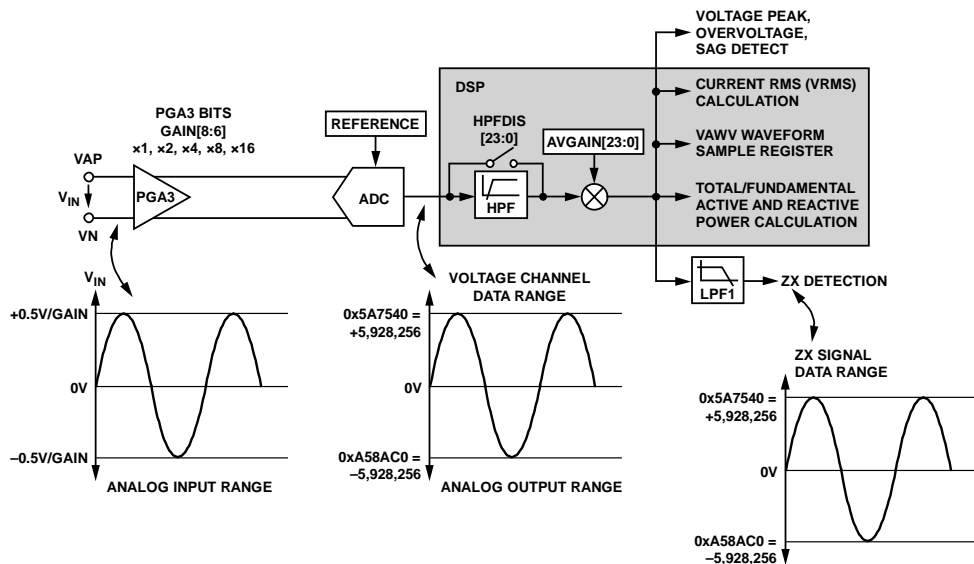 VOLTAGE PEAK,
OVERVOLTAGE,
SAG DETECT
DSP
CURRENT RMS (VRMS)
CALCULATION
PGA3 BITS
GAIN[8:6]
×1, ×2, ×4, ×8, ×16
REFERENCE
HPFDIS
[23:0]
AVGAIN[23:0]
VAWV WAVEFORM
SAMPLE REGISTER
VAP
VIN
VN
PGA3
ADC
HPF
TOTAL/FUNDAMENTAL
ACTIVE AND REACTIVE
POWER CALCULATION
LPF1
ZX DETECTION
VIN
+0.5V/GAIN
0V
–0.5V/GAIN
ANALOG INPUT RANGE
VOLTAGE CHANNEL
DATA RANGE
0x5A7540 =
+5,928,256
0V
0xA58AC0 =
–5,928,256
ANALOG OUTPUT RANGE
ZX SIGNAL
DATA RANGE
0x5A7540 =
+5,928,256
0V
0xA58AC0 =
–5,928,256